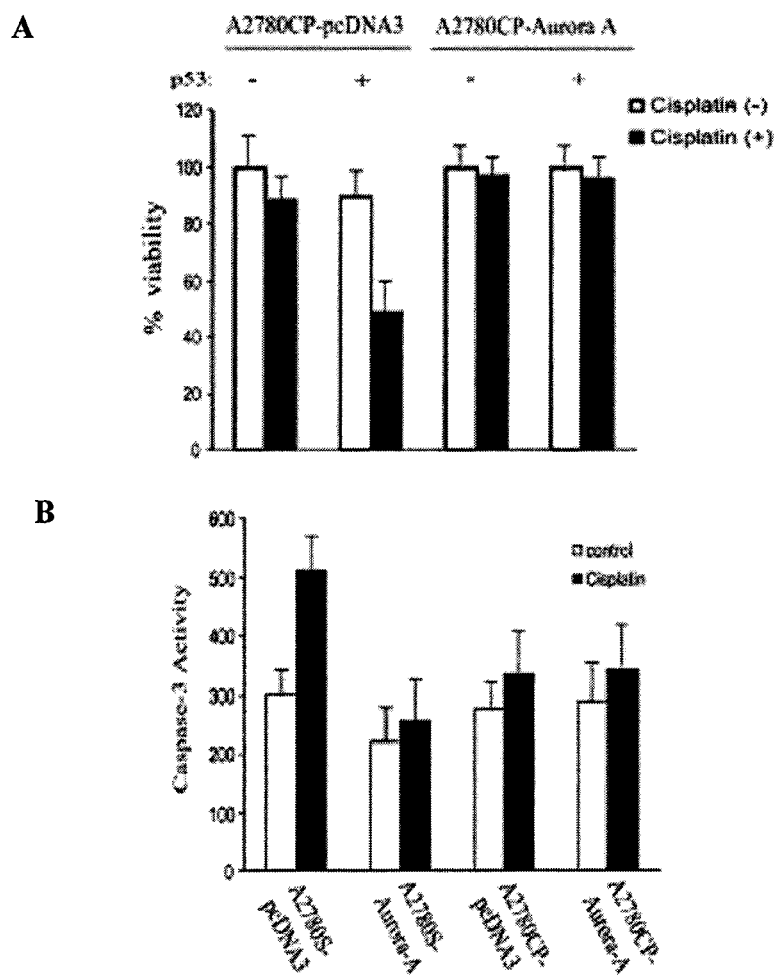 A
A2780CP-pcDNA3 A2780CP-Aurora A
p53: - + - +
Cisplatin (-)
Cisplatin (+)
% viability
120
100
80
60
40
20
0
B
Caspase-3 Activity
600
500
400
300
200
100
0
control
Cisplatin
A2780S-
pcDNA3
A2780S-
Aurora-A
A2780CP-
pcDNA3
A2780CP-
Aurora-A